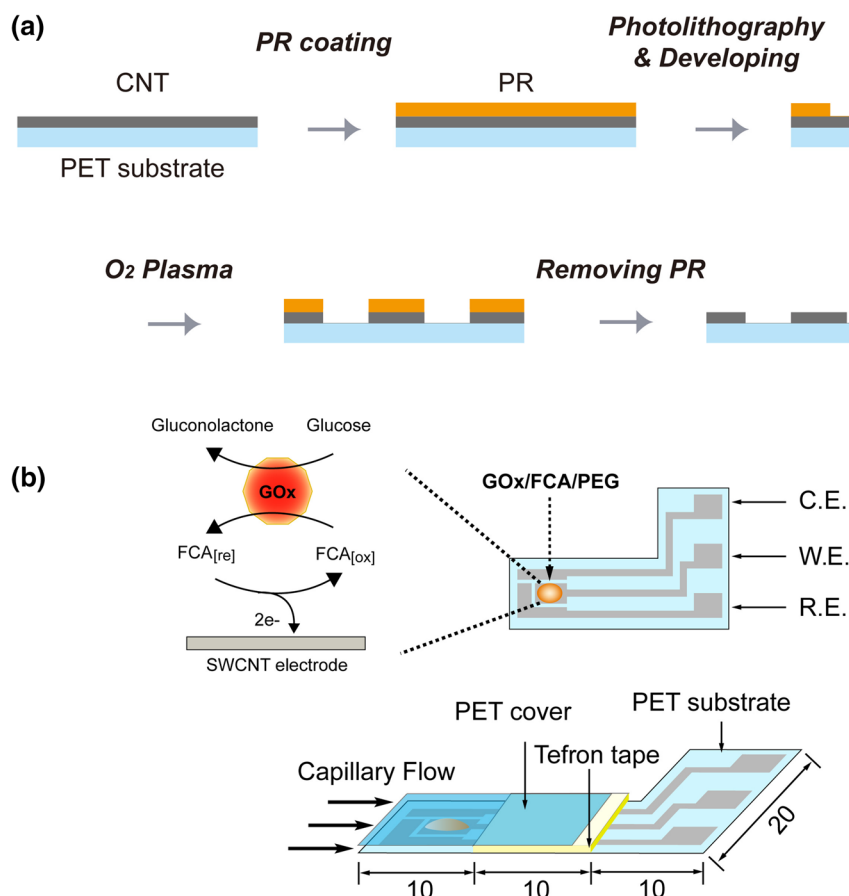 (a)
PR coating
Photolithography
& Developing
CNT
PR
PET substrate
O2 Plasma
Removing PR
(b)
Gluconolactone
Glucose
GOx
FCA[re]
FCA[ox]
2e-
SWCNT electrode
GOx/FCA/PEG
C.E.
W.E.
R.E.
PET cover
PET substrate
Tefron tape
Capillary Flow
20
10
10
10